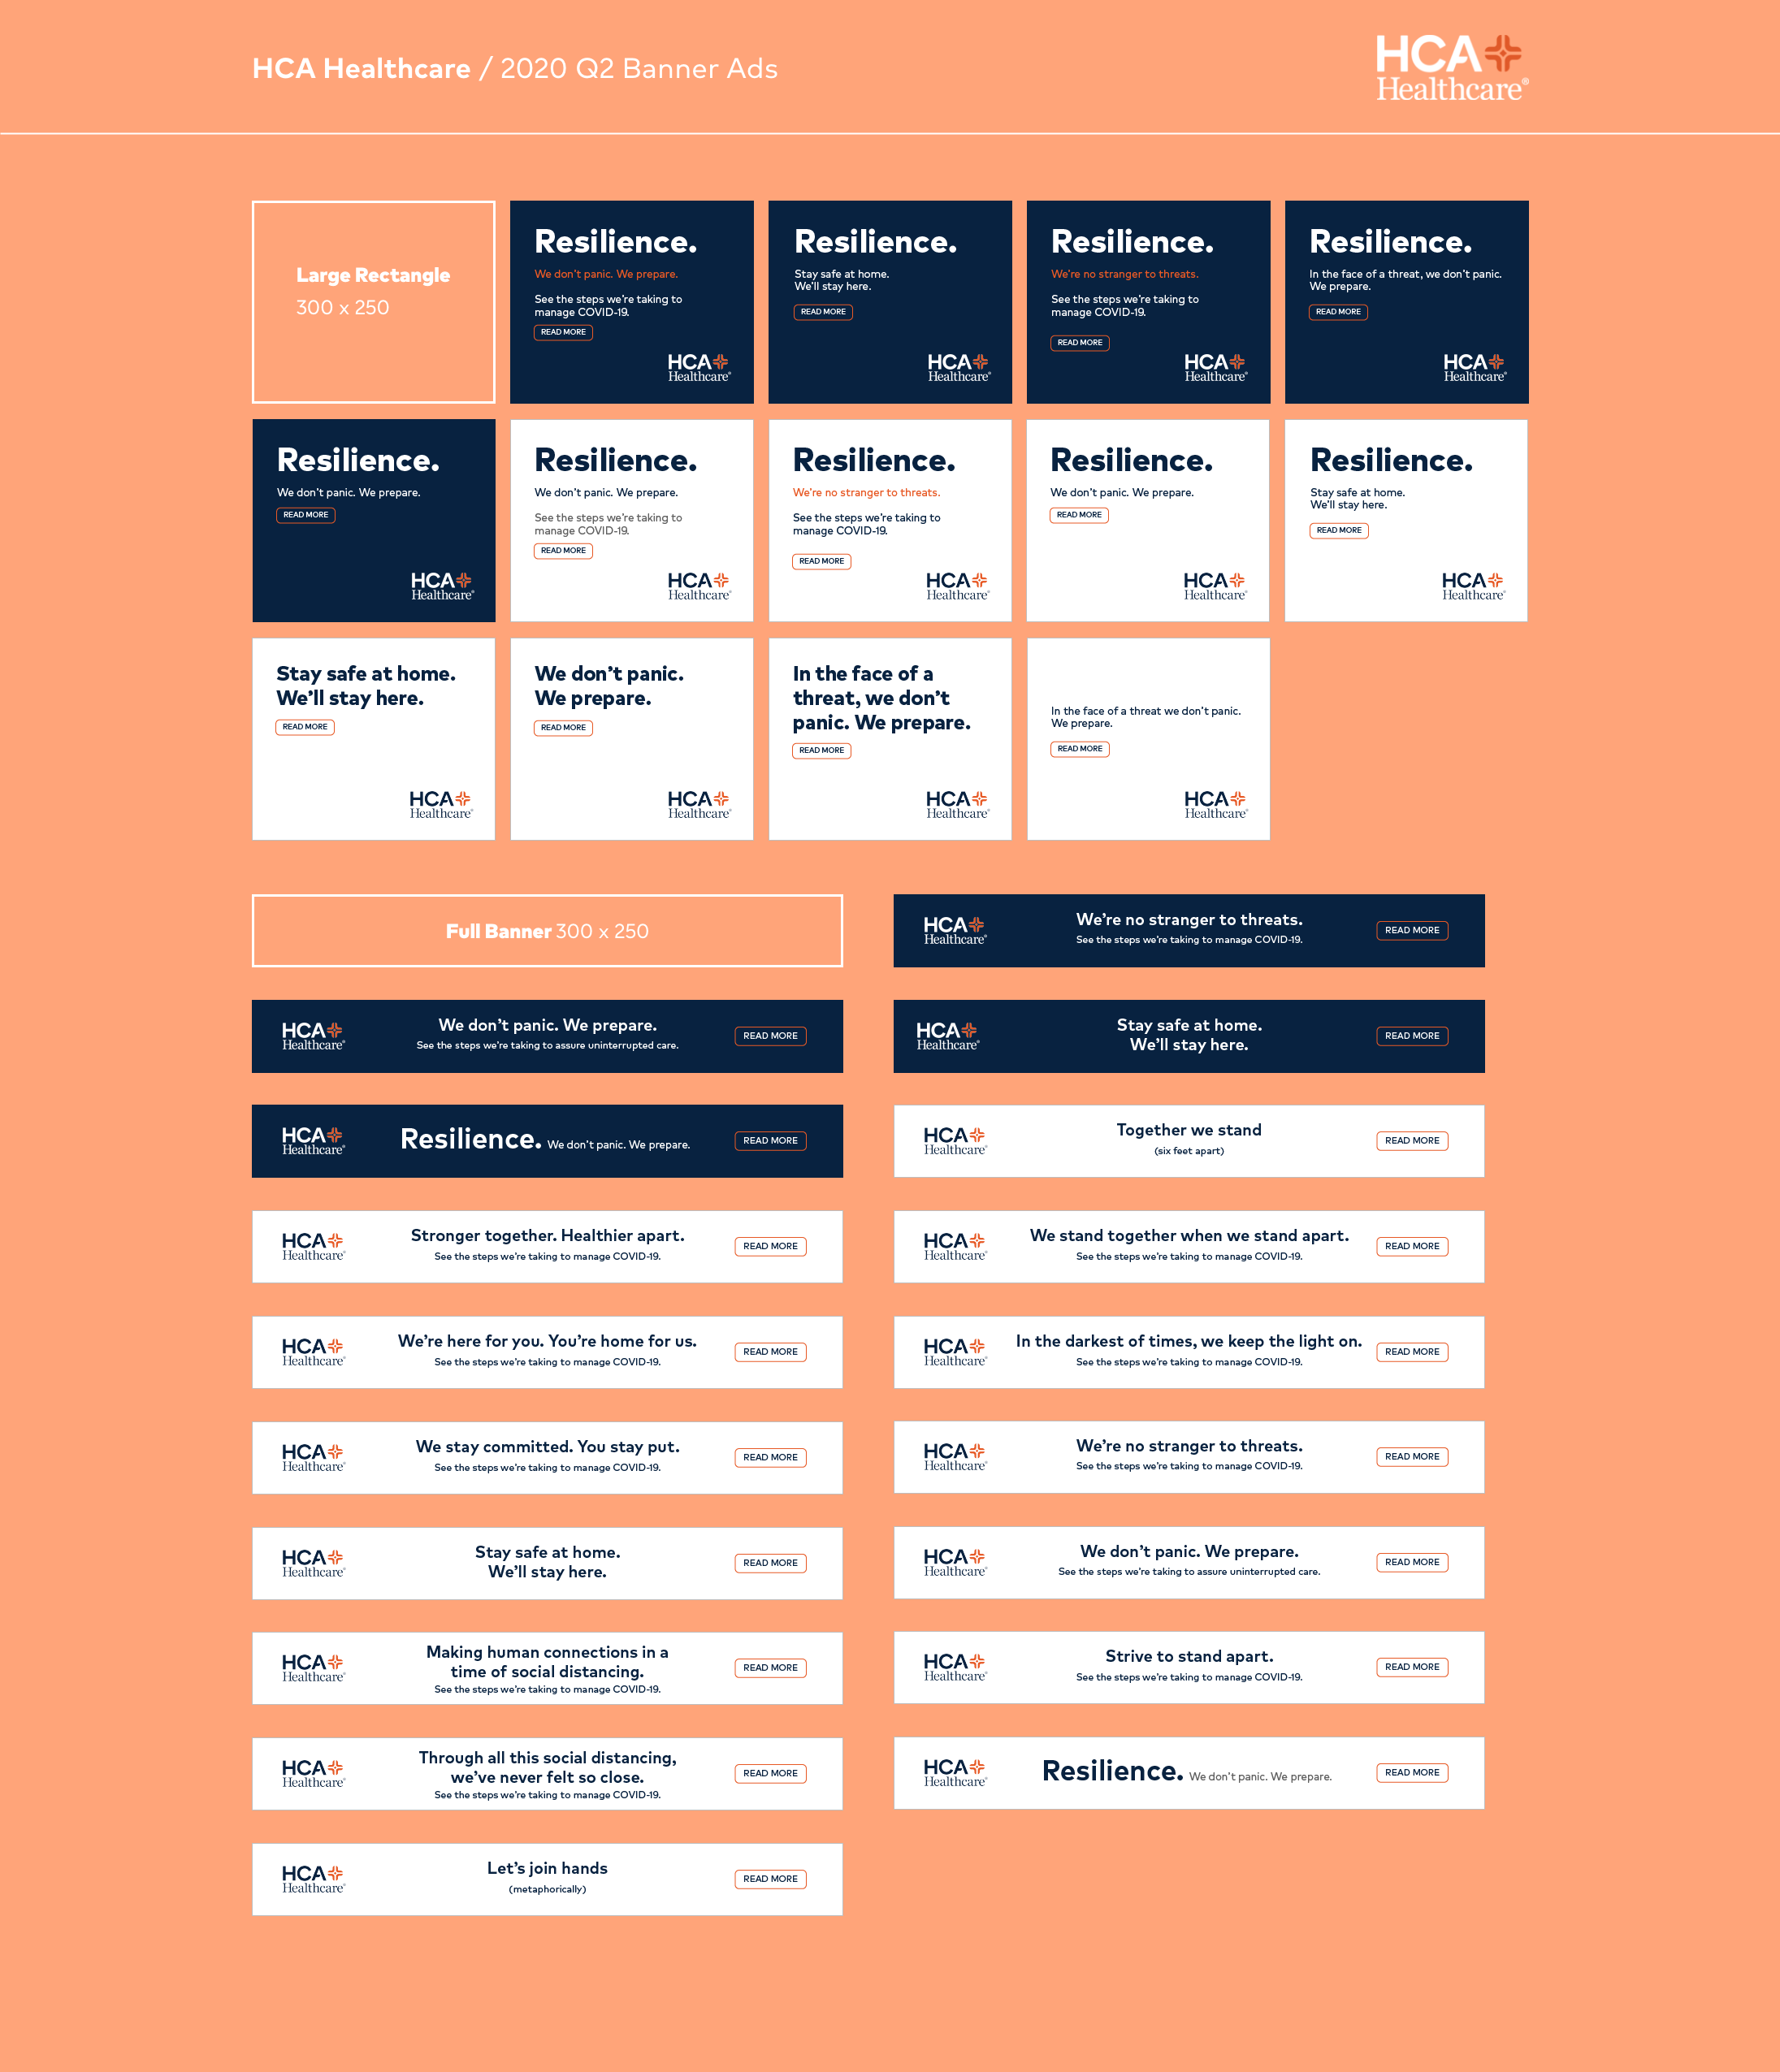 HCA Healthcare / 2020 Q2 Banner Ads
HCA
Healthcare®
Large Rectangle
300 x 250
Resilience.
We don't panic. We prepare.
See the steps we're taking to
manage COVID-19.
READ MORE
HCA
Healthcare®
Resilience.
Stay safe at home.
We'll stay here.
READ MORE
HCA
Healthcare®
Resilience.
We're no stranger to threats.
See the steps we're taking to
manage COVID-19.
READ MORE
HCA
Healthcare®
Resilience.
In the face of a threat, we don't panic.
We prepare.
READ MORE
HCA
Healthcare®
Resilience.
We don't panic. We prepare.
READ MORE
HCA
Healthcare®
Resilience.
We don't panic. We prepare.
See the steps we're taking to
manage COVID-19.
READ MORE
HCA
Healthcare®
Resilience.
We're no stranger to threats.
See the steps we're taking to
manage COVID-19.
READ MORE
HCA
Healthcare®
Resilience.
We don't panic. We prepare.
READ MORE
HCA
Healthcare®
Resilience.
Stay safe at home.
We'll stay here.
READ MORE
HCA
Healthcare®
Stay safe at home.
We'll stay here.
READ MORE
HCA
Healthcare®
We don't panic.
We prepare.
READ MORE
HCA
Healthcare®
In the face of a
threat, we don't
panic. We prepare.
READ MORE
HCA
Healthcare®
In the face of a threat we don't panic.
We prepare.
READ MORE
HCA
Healthcare®
Full Banner 300 x 250
HCA
Healthcare®
We're no stranger to threats.
See the steps we're taking to manage COVID-19.
READ MORE
HCA
Healthcare®
We don't panic. We prepare.
See the steps we're taking to assure uninterrupted care.
READ MORE
HCA
Healthcare®
Stay safe at home.
We'll stay here.
READ MORE
HCA
Healthcare®
Resilience. We don't panic. We prepare.
READ MORE
HCA
Healthcare®
Together we stand
(six feet apart)
READ MORE
HCA
Healthcare®
Stronger together. Healthier apart.
See the steps we're taking to manage COVID-19.
READ MORE
HCA
Healthcare®
We stand together when we stand apart.
See the steps we're taking to manage COVID-19.
READ MORE
HCA
Healthcare®
We're here for you. You're home for us.
See the steps we're taking to manage COVID-19.
READ MORE
HCA
Healthcare®
In the darkest of times, we keep the light on.
See the steps we're taking to manage COVID-19.
READ MORE
HCA
Healthcare®
We stay committed. You stay put.
See the steps we're taking to manage COVID-19.
READ MORE
HCA
Healthcare®
We're no stranger to threats.
See the steps we're taking to manage COVID-19.
READ MORE
HCA
Healthcare®
Stay safe at home.
We'll stay here.
READ MORE
HCA
Healthcare®
We don't panic. We prepare.
See the steps we're taking to assure uninterrupted care.
READ MORE
HCA
Healthcare®
Making human connections in a
time of social distancing.
See the steps we're taking to manage COVID-19.
READ MORE
HCA
Healthcare®
Strive to stand apart.
See the steps we're taking to manage COVID-19.
READ MORE
HCA
Healthcare®
Through all this social distancing,
we've never felt so close.
See the steps we're taking to manage COVID-19.
READ MORE
HCA
Healthcare®
Resilience. We don't panic. We prepare.
READ MORE
HCA
Healthcare®
Let's join hands
(metaphorically)
READ MORE